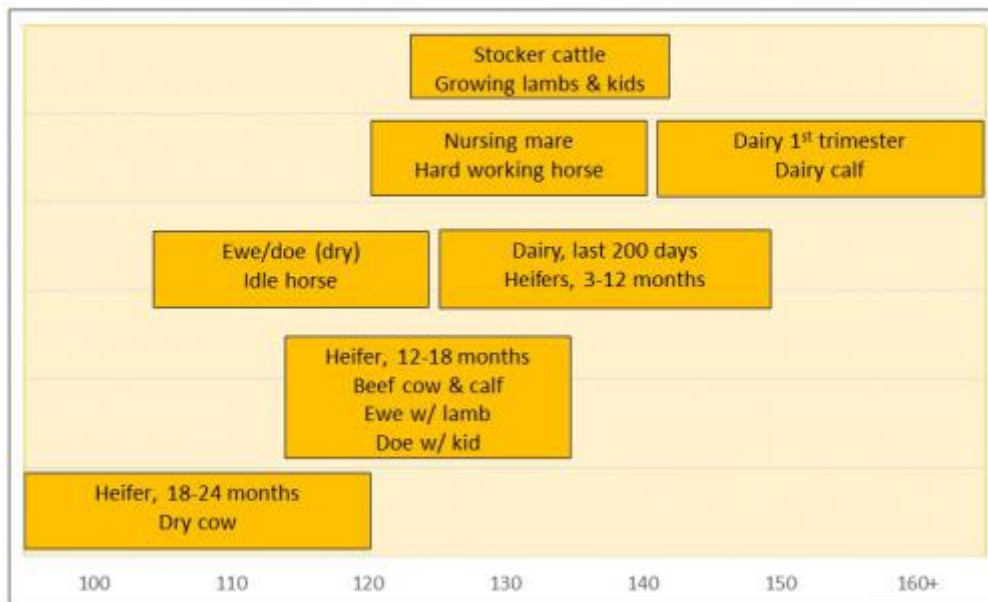 Stocker cattle
Growing lambs & kids
Nursing mare
Hard working horse
Dairy 1st trimester
Dairy calf
Ewe/doe (dry)
Idle horse
Dairy, last 200 days
Heifers, 3-12 months
Heifer, 12-18 months
Beef cow & calf
Ewe w/ lamb
Doe w/ kid
Heifer, 18-24 months
Dry cow
100 110 120 130 140 150 160+